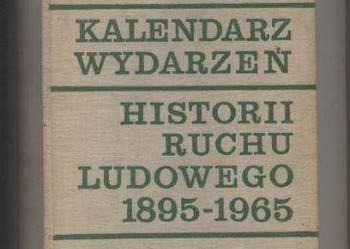 KALENDARZ
WYDARZEŃ
HISTORII
RUCHU
LUDOWEGO
1895-1965